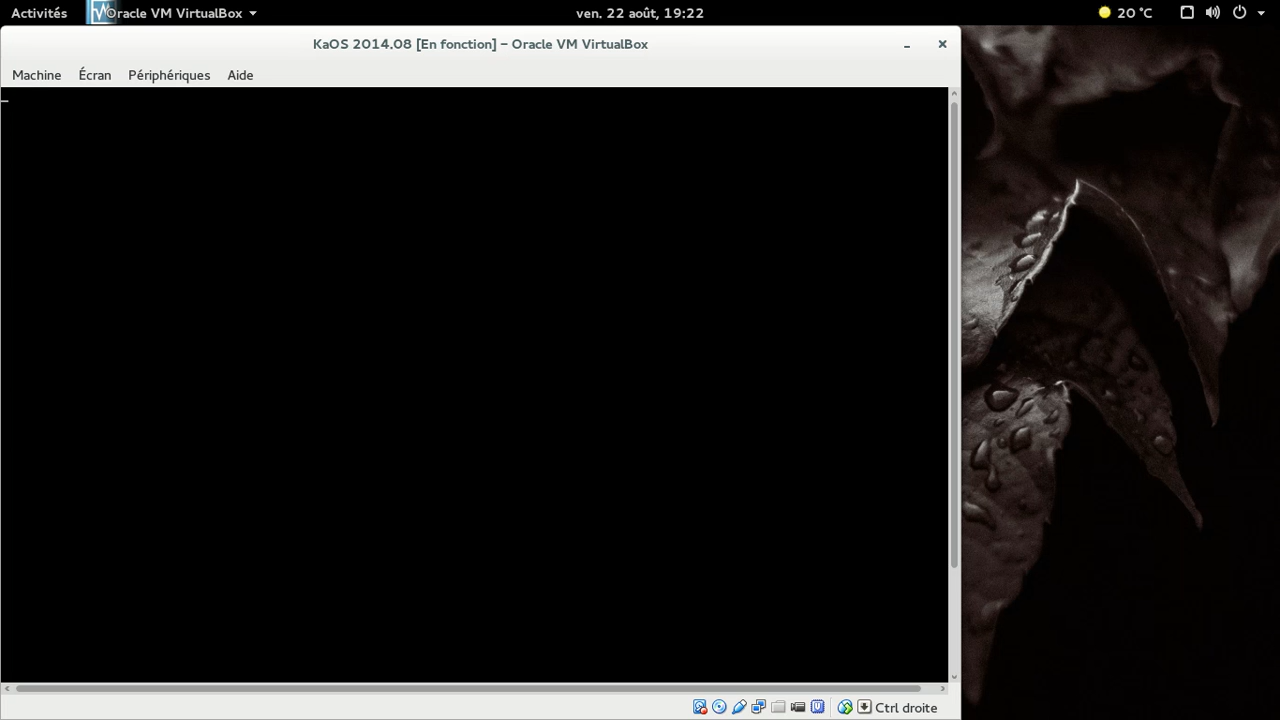 Activités Oracle VM VirtualBox ven. 22 août, 19:22 20 °C
KaOS 2014.08 [En fonction] – Oracle VM VirtualBox
Machine Écran Périphériques Aide
Ctrl droite